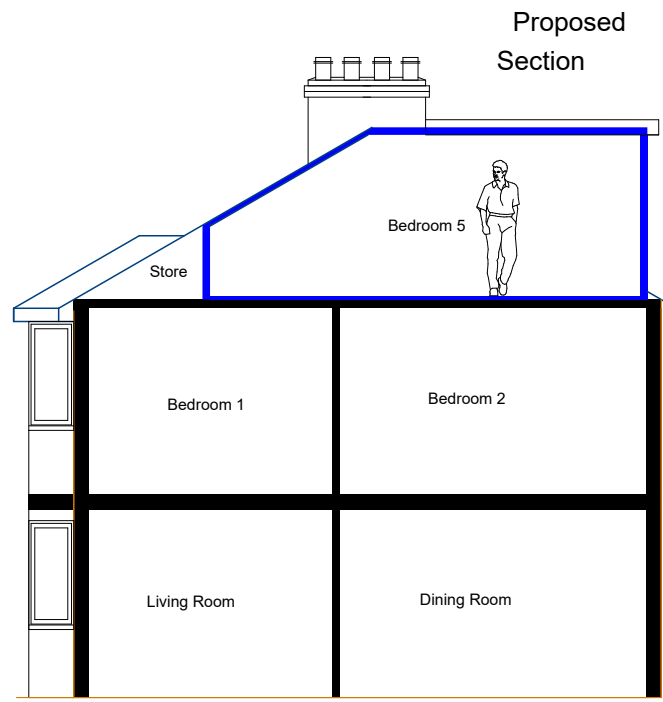 Proposed
Section
Bedroom 5
Store
Bedroom 1
Bedroom 2
Living Room
Dining Room